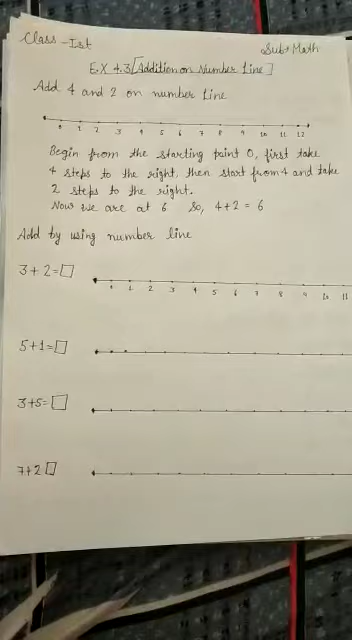 Class - Ist
Sub: Math
EX 4.3 [Addition on Number Line]
Add 4 and 2 on number line
0 1 2 3 4 5 6 7 8 9 10 11 12
Begin from the starting point 0, first take
4 steps to the right, then start from 4 and take
2 steps to the right.
Now we are at 6 So, 4+2 = 6
Add by using number line
3+2=□
0 1 2 3 4 5 6 7 8 9 10 11
5+1=□
3+5=□
7+2□